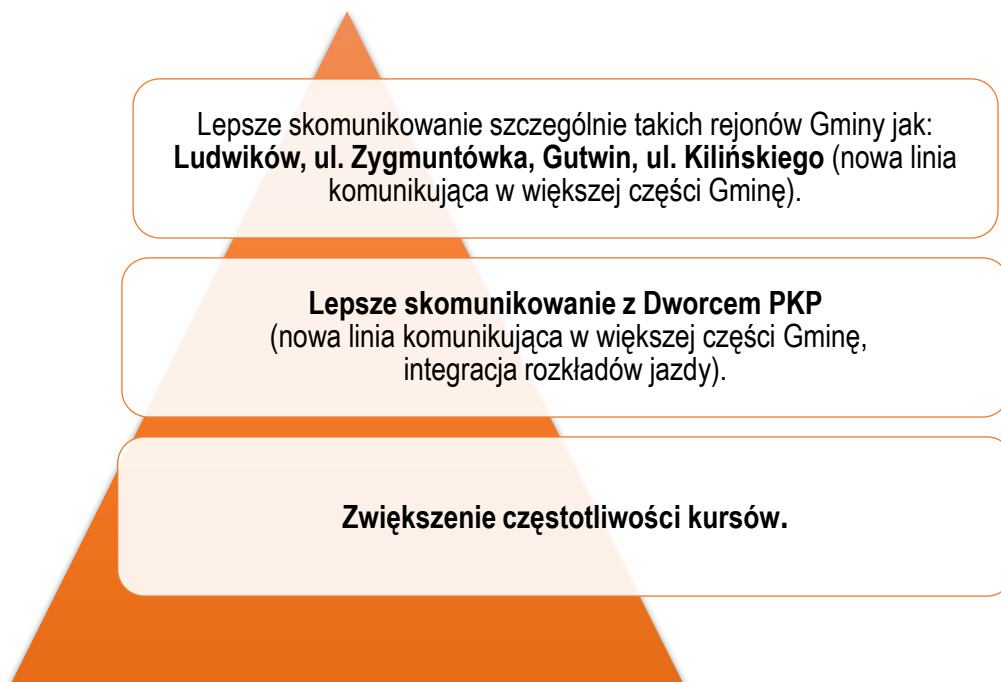 Lepsze skomunikowanie szczególnie takich rejonów Gminy jak:
Ludwików, ul. Zygmuntówka, Gutwin, ul. Kilińskiego (nowa linia
komunikująca w większej części Gminę).
Lepsze skomunikowanie z Dworcem PKP
(nowa linia komunikująca w większej części Gminę,
integracja rozkładów jazdy).
Zwiększenie częstotliwości kursów.